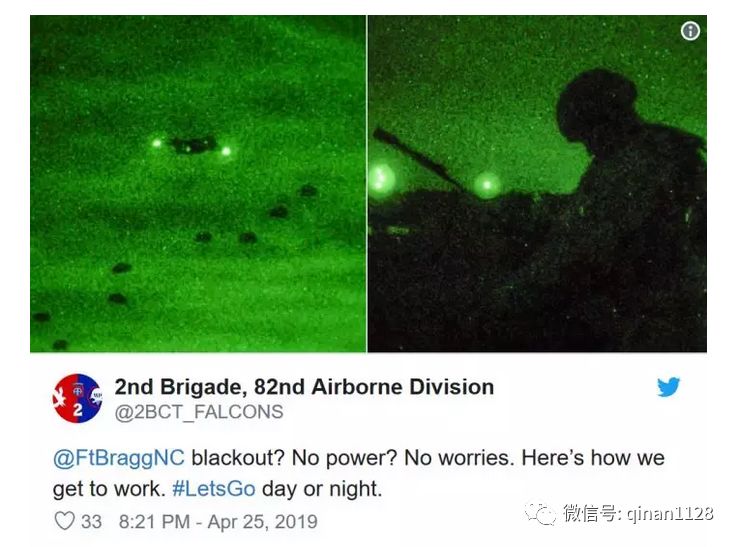 2nd Brigade, 82nd Airborne Division
@2BCT_FALCONS
@FtBraggNC blackout? No power? No worries. Here’s how we
get to work. #LetsGo day or night.
33 8:21 PM - Apr 25, 2019
微信号: qinan1128